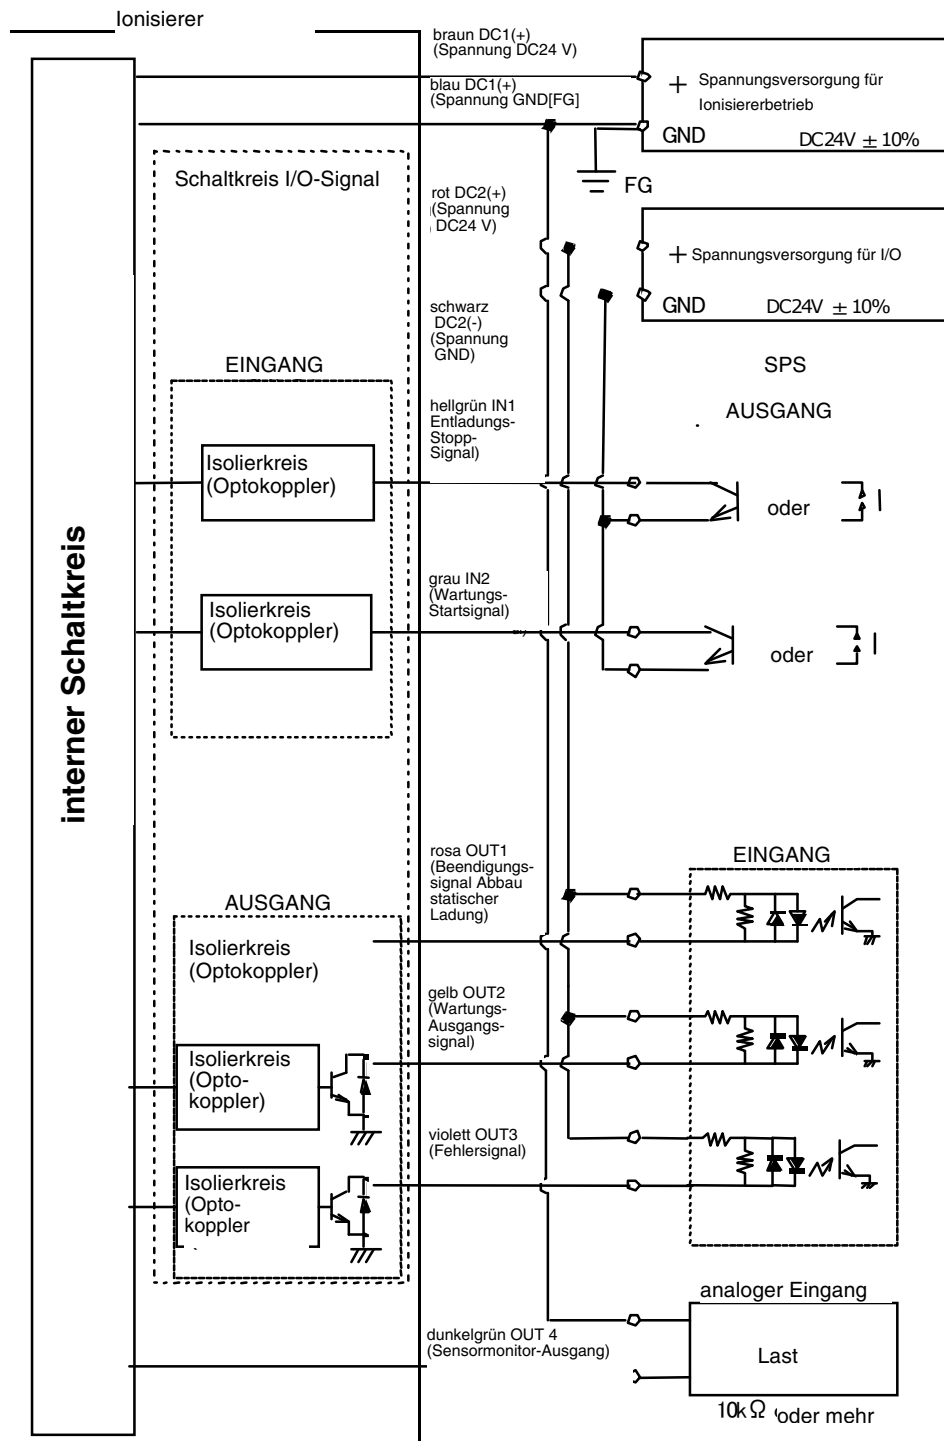 Ionisierer
braun DC1(+)
(Spannung DC24 V)
blau DC1(+)
(Spannung GND[FG]
+ Spannungsversorgung für
Ionisiererbetrieb
GND DC24V ± 10%
FG
Schaltkreis I/O-Signal
rot DC2(+)
(Spannung
DC24 V)
+ Spannungsversorgung für I/O
GND DC24V ± 10%
schwarz
DC2(-)
(Spannung
GND)
SPS
AUSGANG
EINGANG
hellgrün IN1
Entladungs-
Stopp-
Signal)
Isolierkreis
(Optokoppler)
oder
grau IN2
(Wartungs-
Startsignal)
Isolierkreis
(Optokoppler)
oder
interner Schaltkreis
rosa OUT1
(Beendigungs-
signal Abbau
statischer
Ladung)
EINGANG
AUSGANG
Isolierkreis
(Optokoppler)
gelb OUT2
(Wartungs-
Ausgangs-
signal)
Isolierkreis
(Opto-
koppler)
violett OUT3
(Fehlersignal)
Isolierkreis
(Opto-
koppler
analoger Eingang
dunkelgrün OUT 4
(Sensormonitor-Ausgang)
Last
10kΩ oder mehr